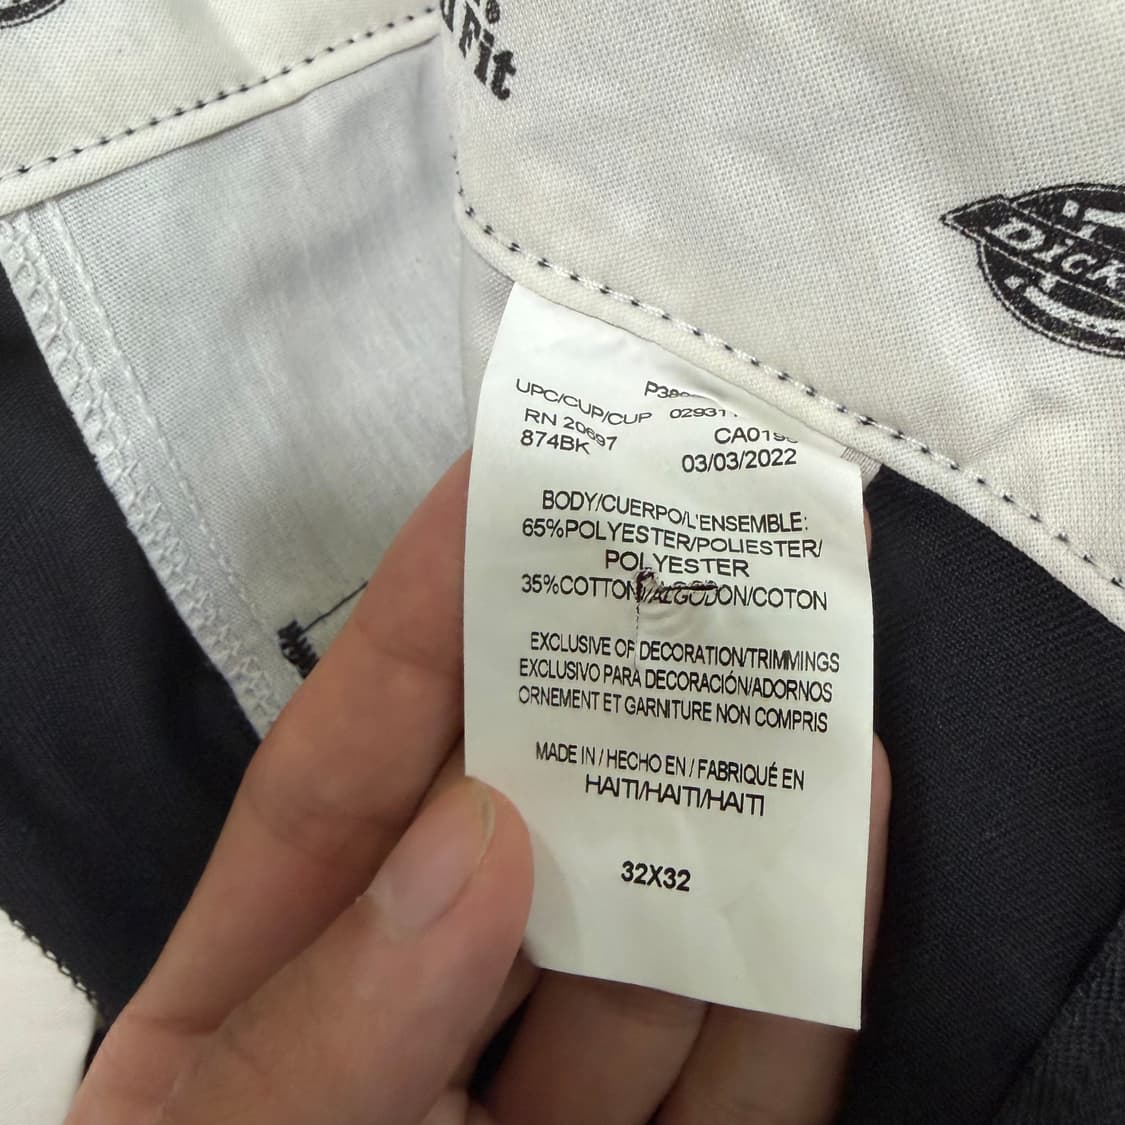 Fit
DICK
UPC/CUP/CUP
RN 20697
874BK
03/03/2022
BODY/CUERPO/L'ENSEMBLE:
65%POLYESTER/POLIESTER/
POLYESTER
35%COTTON/ALGODON/COTON
EXCLUSIVE OF DECORATION/TRIMMINGS
EXCLUSIVO PARA DECORACIÓN/ADORNOS
ORNEMENT ET GARNITURE NON COMPRIS
MADE IN / HECHO EN / FABRIQUÉ EN
HAITI/HAITI/HAITI
32X32